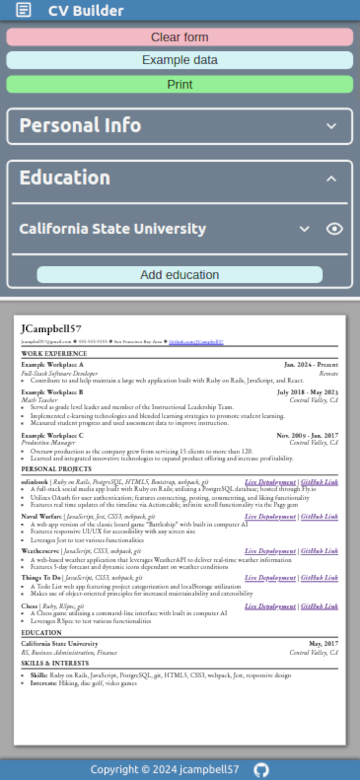 CV Builder
Clear form
Example data
Print
Personal Info
Education
California State University
Add education
JCampbell57
jcampbell57@gmail.com ● 555-555-5555 ● San Francisco Bay Area ● Github.com/JCampbell57
WORK EXPERIENCE
Example Workplace A Jan. 2024 - Present
Full-Stack Software Developer Remote
Contribute to and help maintain a large web application built with Ruby on Rails, JavaScript, and React.
Example Workplace B July 2018 - May 2023
Math Teacher Central Valley, CA
Served as grade level leader and member of the Instructional Leadership Team.
Implemented e-learning technologies and blended learning strategies to promote student learning.
Measured student progress and used assessment data to improve instruction.
Example Workplace C Nov. 2009 - Jan. 2017
Production Manager Central Valley, CA
Oversaw production as the company grew from servicing 15 clients to more than 120.
Learned and integrated innovative technologies to expand product offering and increase profitability.
PERSONAL PROJECTS
odinbook | Ruby on Rails, PostgreSQL, HTML5, Bootstrap, webpack, git Live Deployment | GitHub Link
A full-stack social media app built with Ruby on Rails; utilizing a PostgreSQL database; hosted through Fly.io
Utilizes OAuth for user authentication; features connecting, posting, commenting, and liking functionality
Features real time updates of the timeline via Actioncable; infinite scroll functionality via the Pagy gem
Naval Warfare | JavaScript, CSS3, webpack, git Live Deployment | GitHub Link
A web app version of the classic board game "Battleship" with built in computer AI
Features responsive UI/UX for accessibility with any screen size
Leverages Jest to test various functionalities
Weatherserve | JavaScript, CSS3, webpack, git Live Deployment | GitHub Link
A web-based weather application that leverages WeatherAPI to deliver real-time weather information
Features 5-day forecast and dynamic icons dependent on weather conditions
Things To Do | JavaScript, CSS3, webpack, git Live Deployment | GitHub Link
A Todo List web app featuring project categorization and localStorage utilization
Makes use of object-oriented principles for increased maintainability and extensibility
Chess | Ruby, RSpec, git Live Deployment | GitHub Link
A Chess game utilizing a command-line interface with built in computer AI
Leverages RSpec to test various functionalities
EDUCATION
California State University May, 2017
BS, Business Administration, Finance Central Valley, CA
SKILLS & INTERESTS
Skills: Ruby on Rails, JavaScript, PostgreSQL, git, HTML5, CSS3, webpack, Jest, responsive design
Interests: Hiking, disc golf, video games
Copyright © 2024 jcampbell57